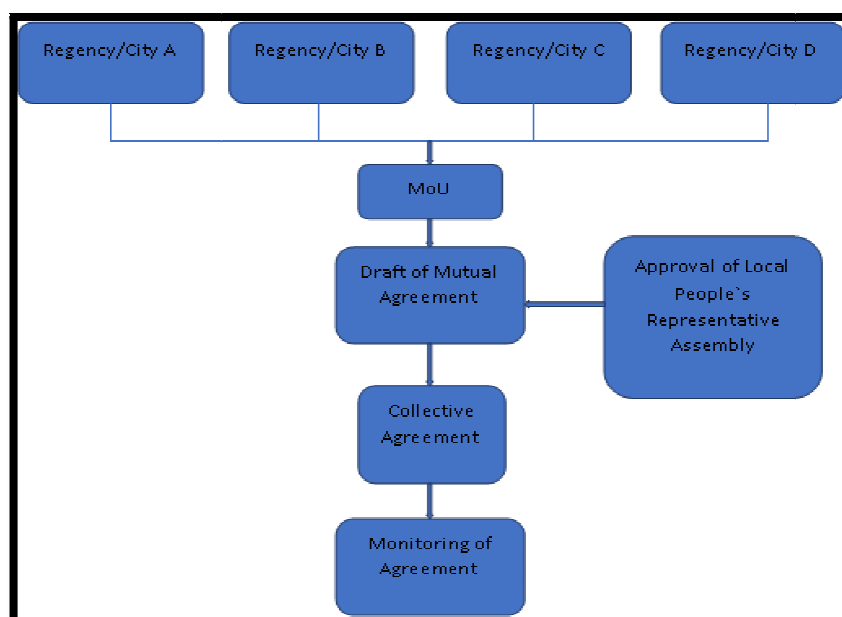 Regency/City A
Regency/City B
Regency/City C
Regency/City D
MoU
Draft of Mutual
Agreement
Approval of Local
People`s
Representative
Assembly
Collective
Agreement
Monitoring of
Agreement